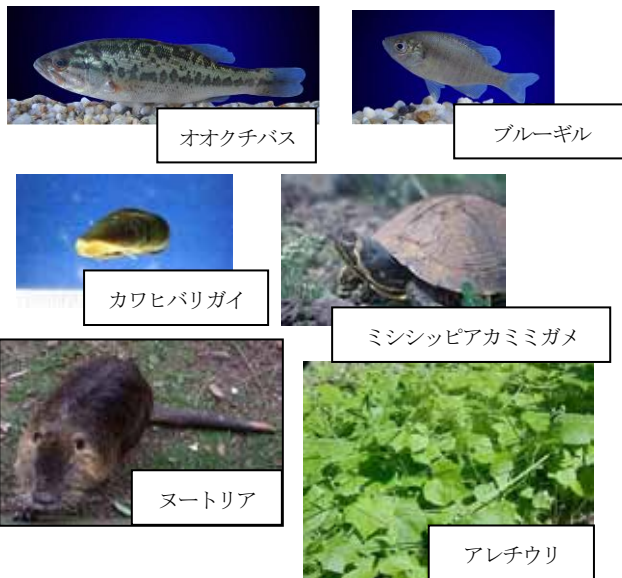 オオクチバス
ブルーギル
カワヒバリガイ
ミシシッピアカミミガメ
ヌートリア
アレチウリ